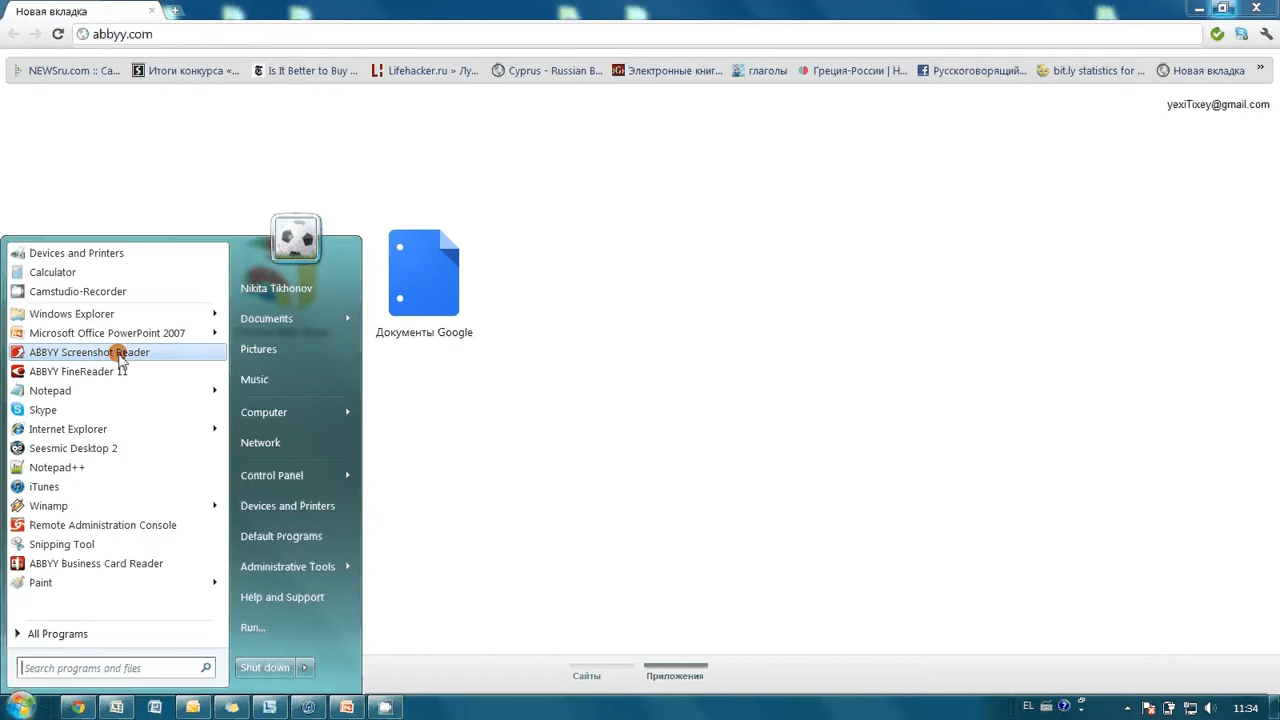 Новая вкладка
abbyy.com
NEWSru.com :: Ca...
Итоги конкурса «...
Is It Better to Buy ...
Lifehacker.ru » Лу...
Cyprus - Russian B...
Электронные книг...
глаголы
Греция-России | Н...
Русскоговорящий...
bit.ly statistics for ...
Новая вкладка
»
yexiTixey@gmail.com
Документы Google
Devices and Printers
Calculator
Camstudio-Recorder
Windows Explorer
Microsoft Office PowerPoint 2007
ABBYY Screenshot Reader
ABBYY FineReader 11
Notepad
Skype
Internet Explorer
Seesmic Desktop 2
Notepad++
iTunes
Winamp
Remote Administration Console
Snipping Tool
ABBYY Business Card Reader
Paint
All Programs
Search programs and files
Nikita Tikhonov
Documents
Pictures
Music
Computer
Network
Control Panel
Devices and Printers
Default Programs
Administrative Tools
Help and Support
Run...
Shut down
Сайты
Приложения
EL
11:34